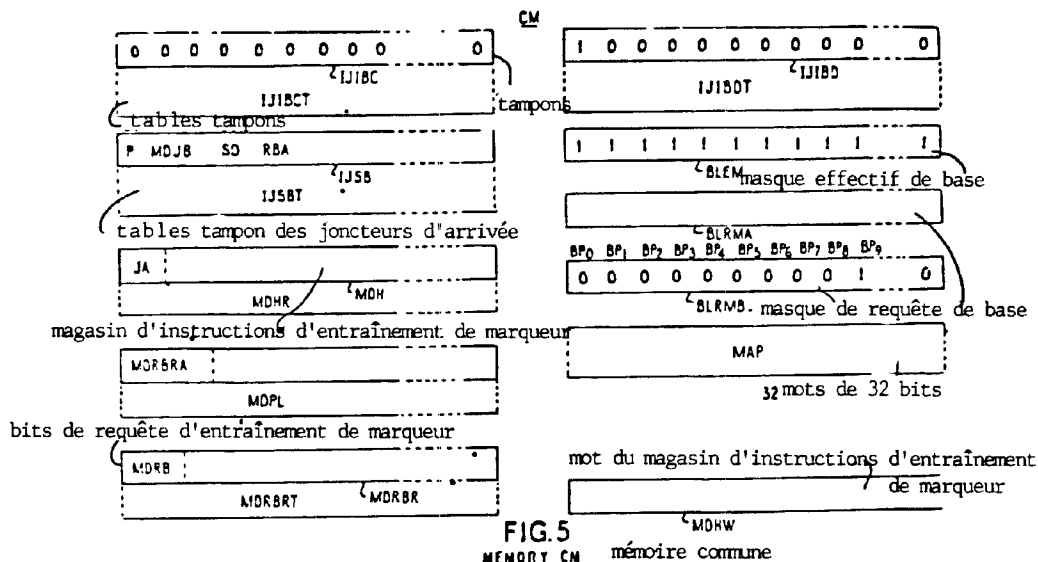 CM
0 0 0 0 0 0 0 0 0 0
IJIBC
IJIBCT
tampons
tables tampons
P MDJB SD RBA
IJSB
IJSBT
tables tampon des joncteurs d'arrivée
JA
MDHR
MDH
magasin d'instructions d'entraînement de marqueur
MDRBRA
MDPL
bits de requête d'entraînement de marqueur
MDRB
MDRBRT
MDRBR
1 0 0 0 0 0 0 0 0 0 0
IJIBD
IJIBDT
1 1 1 1 1 1 1 1 1 1
BLEM
masque effectif de base
BLRMA
BP0 BP1 BP2 BP3 BP4 BP5 BP6 BP7 BP8 BP9
0 0 0 0 0 0 0 0 0 1 0
BLRMB.
masque de requête de base
MAP
32 mots de 32 bits
mot du magasin d'instructions d'entraînement
de marqueur
MDHW
FIG.5
MEMORY CM
mémoire commune